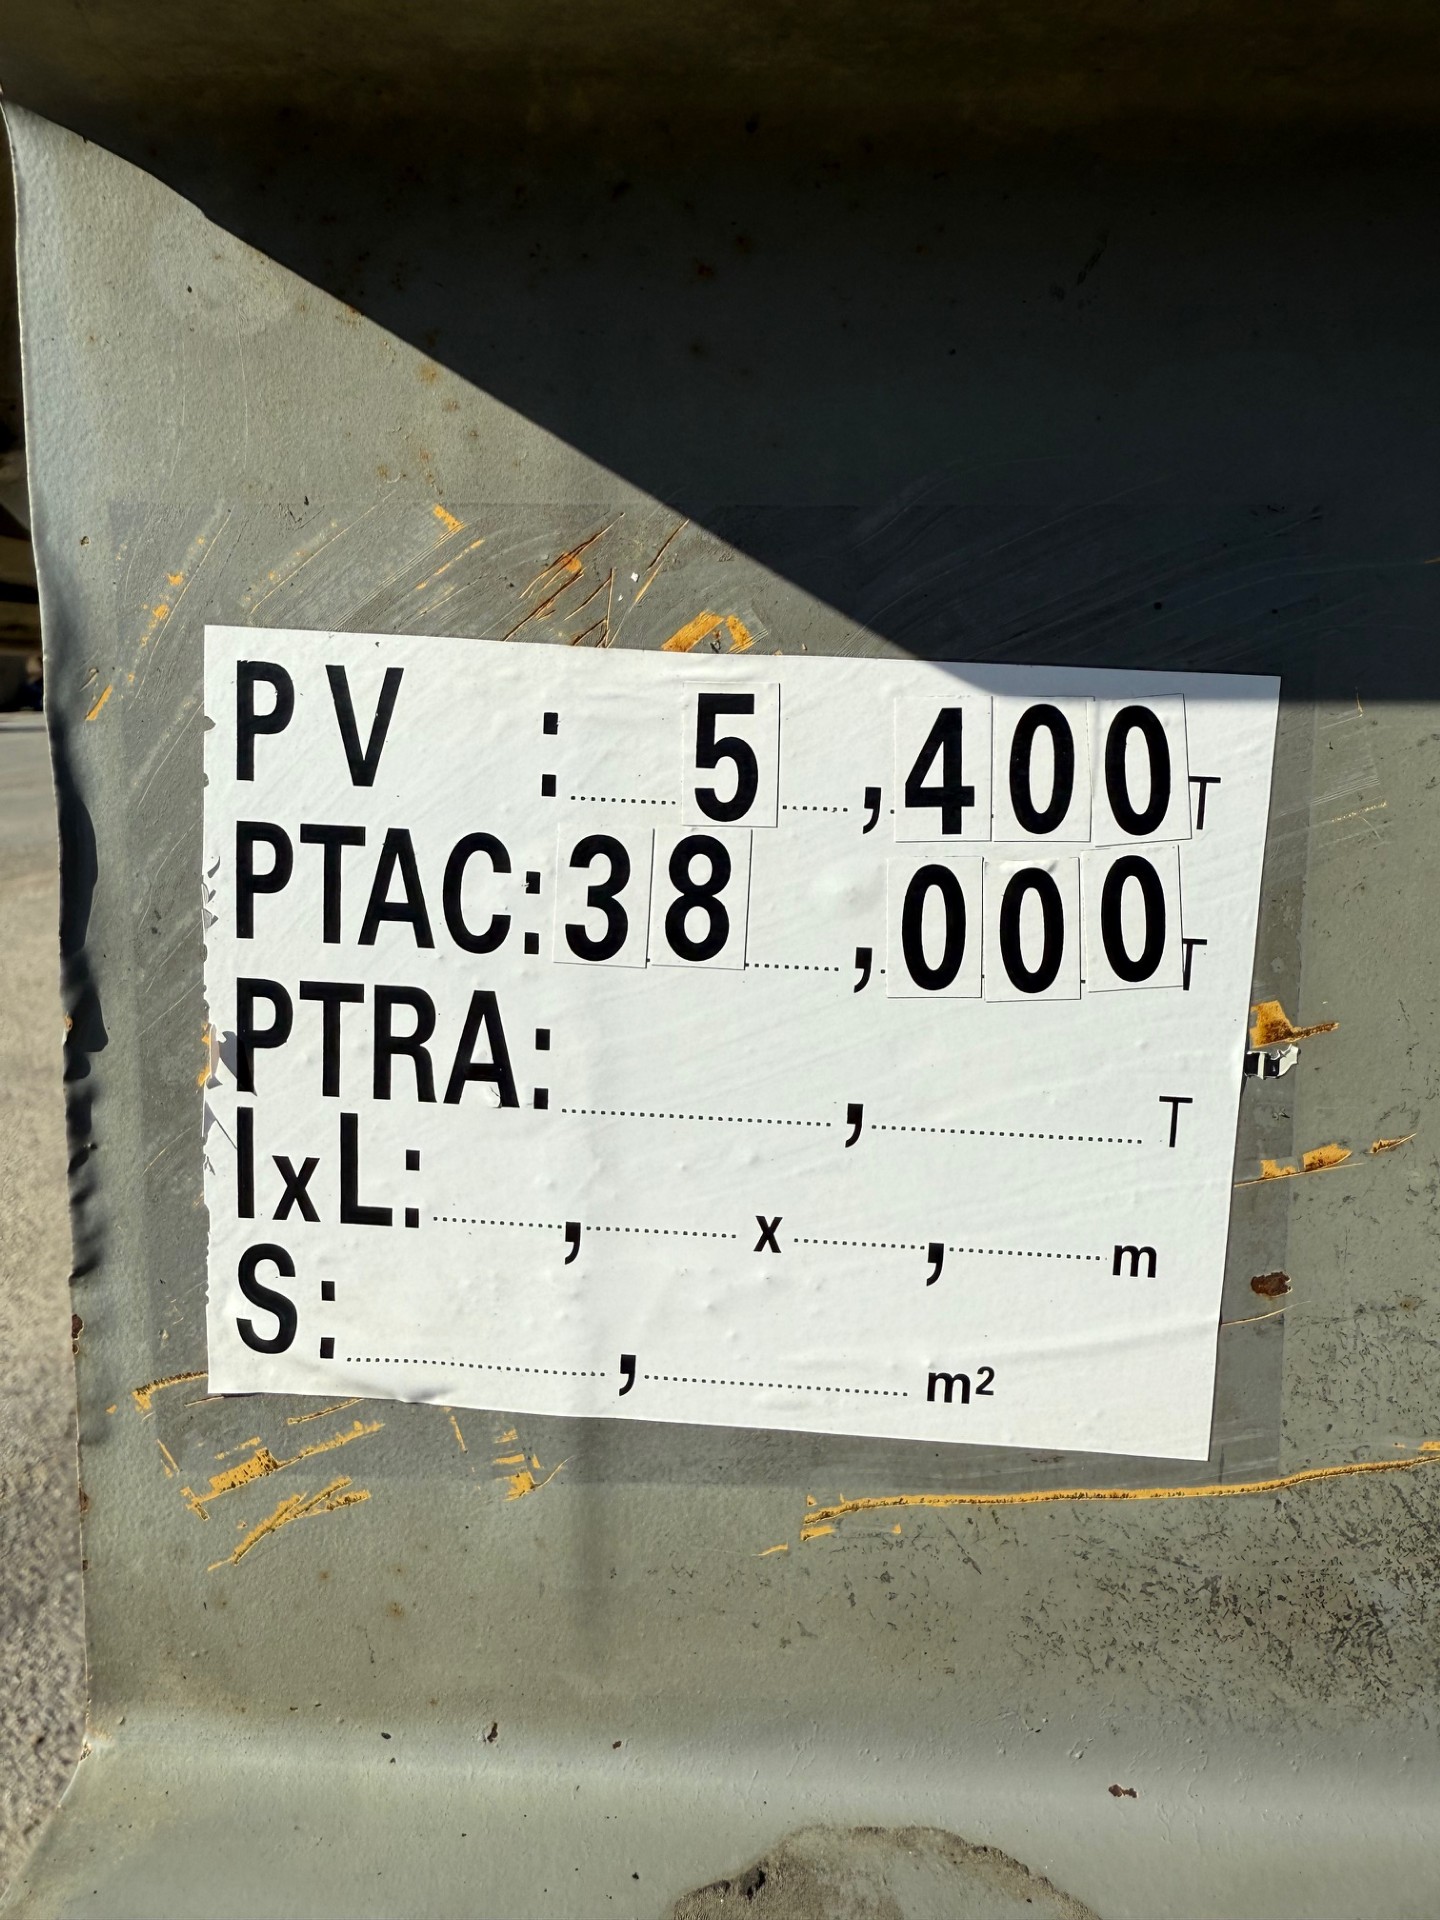 PV : 5 ,400 T
PTAC: 38 ,000 T
PTRA: , T
lxL: , x , m
S: , m²